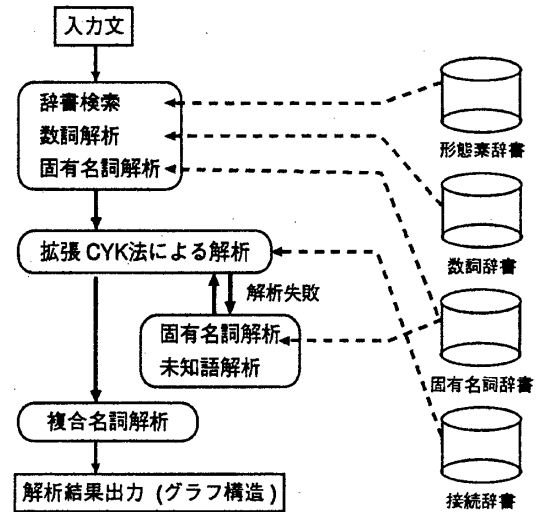 入力文
辞書検索
数詞解析
固有名詞解析
拡張 CYK法による解析
解析失敗
固有名詞解析
未知語解析
複合名詞解析
解析結果出力 (グラフ構造)
形態素辞書
数詞辞書
固有名詞辞書
接続辞書